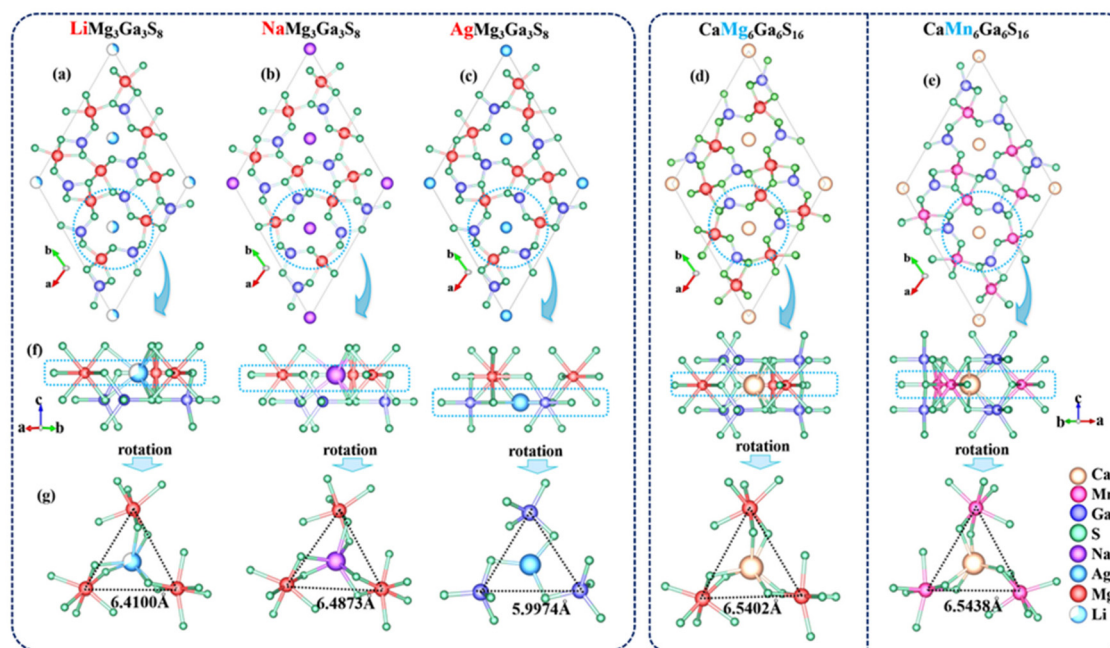 LiMg₃Ga₃S₈ NaMg₃Ga₃S₈ AgMg₃Ga₃S₈ CaMg₆Ga₆S₁₆ CaMn₆Ga₆S₁₆
(a) (b) (c) (d) (e)
b b b b b
a a a a a
(f)
c c
a b b a
rotation rotation rotation rotation rotation
(g)
6.4100Å 6.4873Å 5.9974Å 6.5402Å 6.5438Å
Ca
Mn
Ga
S
Na
Ag
Mg
Li